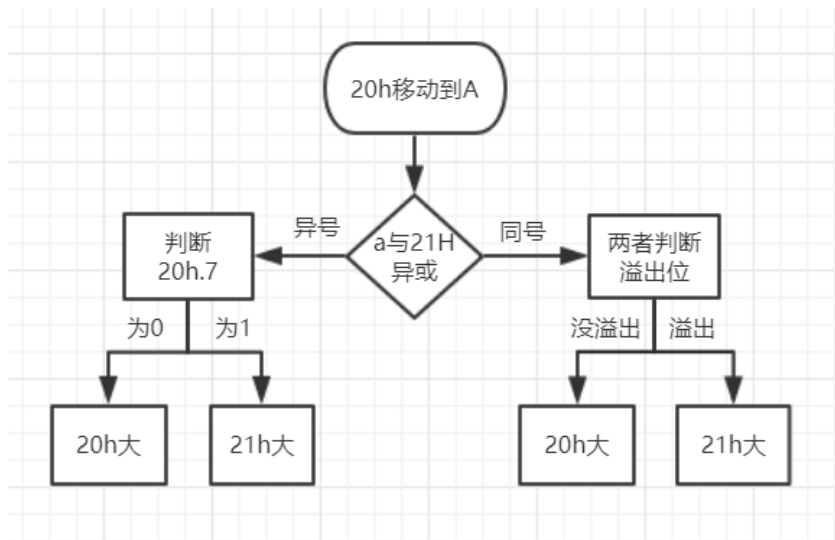 20h移动到A
异号
a与21H
异或
同号
判断
20h.7
两者判断
溢出位
为0
为1
没溢出
溢出
20h大
21h大
20h大
21h大